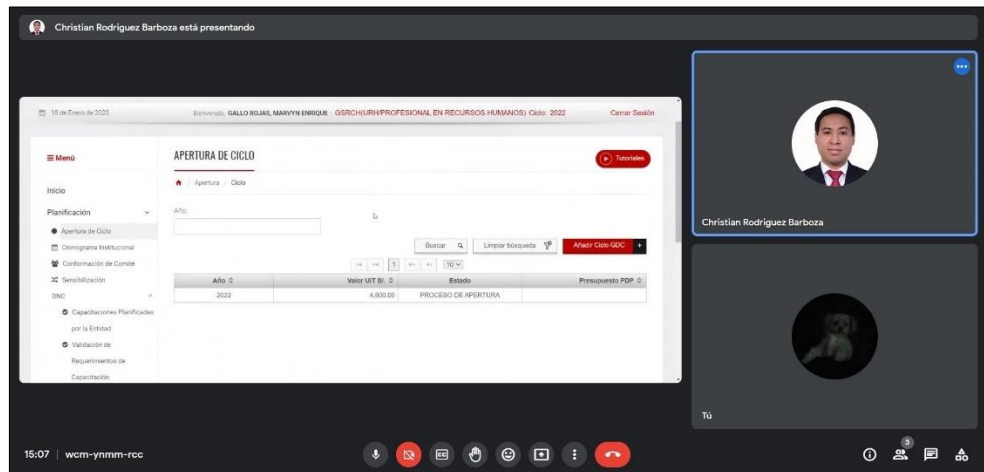 Christian Rodriguez Barboza está presentando
18 de Enero de 2023
Bienvenido, GALLO ROJAS, MARVYN ENRIQUE GSRCH(URH/PROFESIONAL EN RECURSOS HUMANOS) Ciclo: 2022
Cerrar Sesión
Menú
APERTURA DE CICLO
Tutoriales
Apertura / Ciclo
Inicio
Planificación
Apertura de Ciclo
Cronograma Institucional
Conformación de Comité
Sensibilización
DNC
Capacitaciones Planificadas
por la Entidad
Validación de
Requerimientos de
Capacitación
Año
Buscar
Limpiar búsqueda
Añadir Ciclo GDC +
1
10
Año Valor UIT S/. Estado Presupuesto PDP
2022 4,600.00 PROCESO DE APERTURA
Christian Rodriguez Barboza
Tú
15:07 | wcm-ynmm-rcc
CC
3